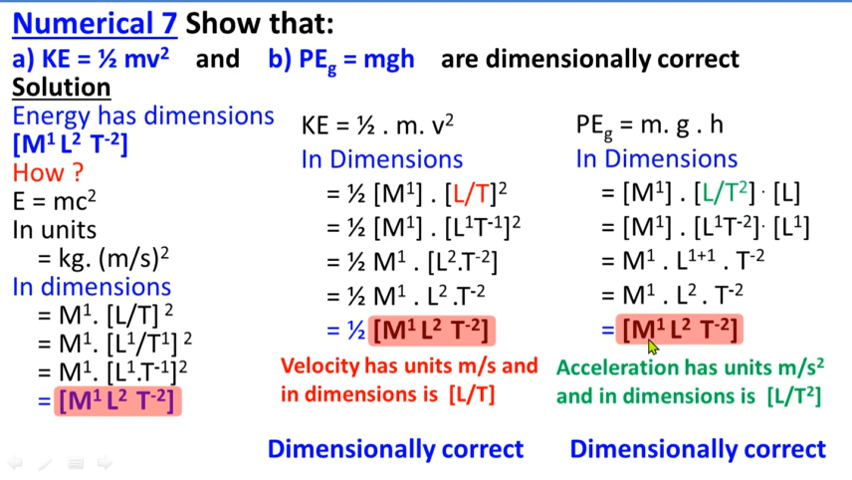 Numerical 7 Show that:
a) KE = ½ mv² and b) PEg = mgh are dimensionally correct
Solution
Energy has dimensions
[M¹ L² T⁻²]
How ?
E = mc²
In units
= kg. (m/s)²
In dimensions
= M¹. [L/T] ²
= M¹. [L¹/T¹] ²
= M¹. [L¹.T⁻¹]²
= [M¹ L² T⁻²]
KE = ½ . m. v²
In Dimensions
= ½ [M¹] . [L/T]²
= ½ [M¹] . [L¹T⁻¹]²
= ½ M¹ . [L².T⁻²]
= ½ M¹ . L² .T⁻²
= ½ [M¹ L² T⁻²]
Velocity has units m/s and
in dimensions is [L/T]
Dimensionally correct
PEg = m. g . h
In Dimensions
= [M¹] . [L/T²] · [L]
= [M¹] . [L¹T⁻²]· [L¹]
= M¹ . L¹⁺¹ . T⁻²
= M¹ . L² . T⁻²
= [M¹ L² T⁻²]
Acceleration has units m/s²
and in dimensions is [L/T²]
Dimensionally correct